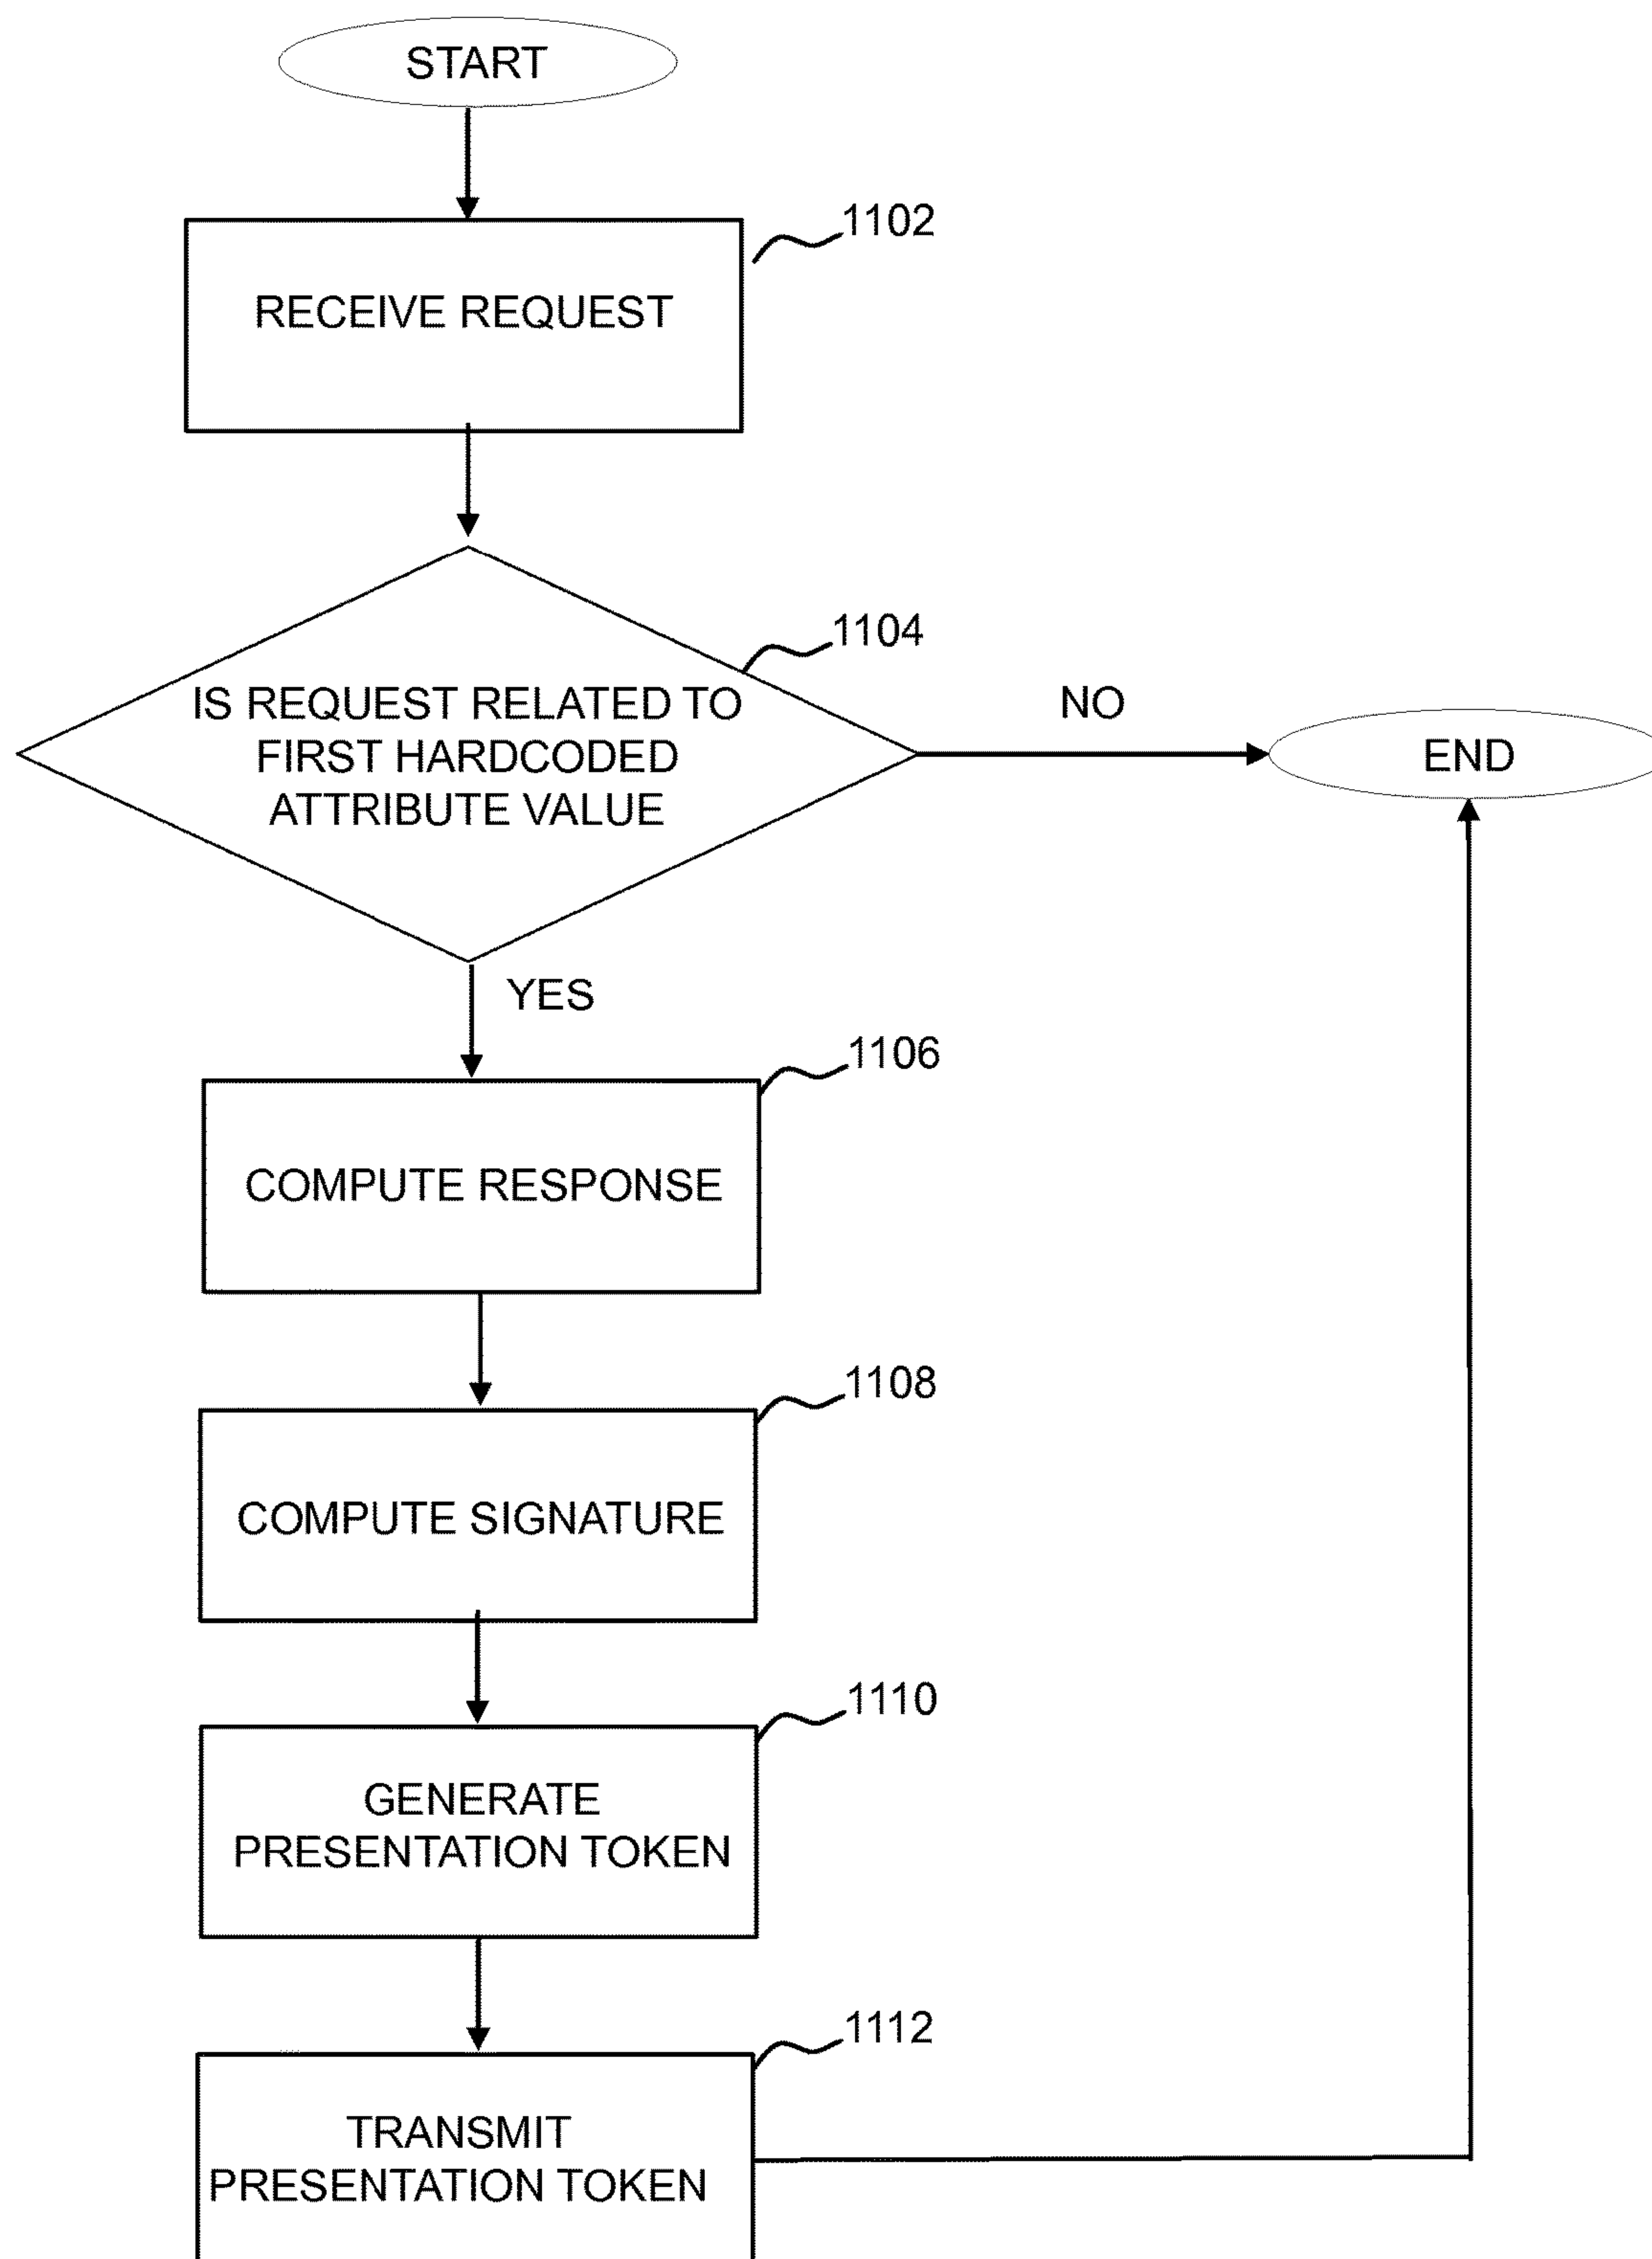 START
1102
RECEIVE REQUEST
1104
IS REQUEST RELATED TO
FIRST HARDCODED
ATTRIBUTE VALUE
NO
END
YES
1106
COMPUTE RESPONSE
1108
COMPUTE SIGNATURE
1110
GENERATE
PRESENTATION TOKEN
1112
TRANSMIT
PRESENTATION TOKEN